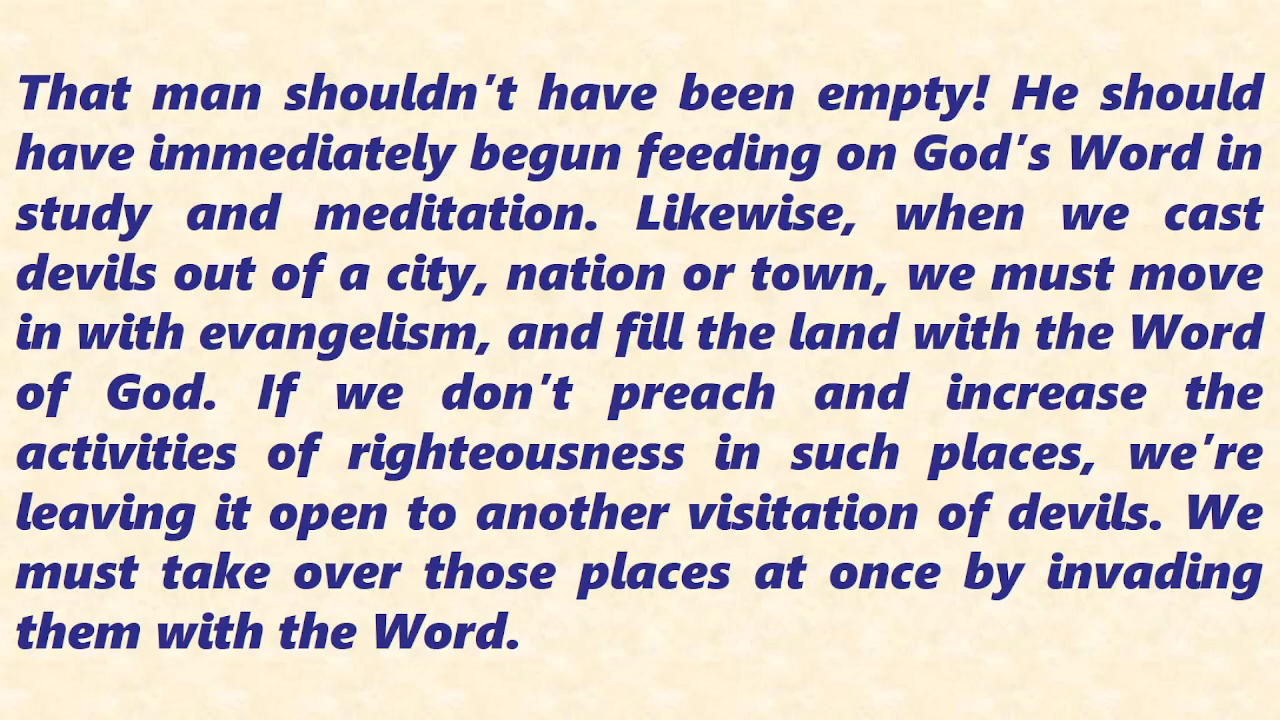 That man shouldn't have been empty! He should
have immediately begun feeding on God's Word in
study and meditation. Likewise, when we cast
devils out of a city, nation or town, we must move
in with evangelism, and fill the land with the Word
of God. If we don't preach and increase the
activities of righteousness in such places, we're
leaving it open to another visitation of devils. We
must take over those places at once by invading
them with the Word.